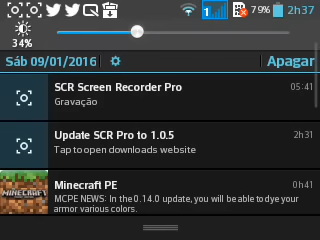 79% 2h37
34%
Sáb 09/01/2016 Apagar
SCR Screen Recorder Pro 05:41
Gravação
Update SCR Pro to 1.0.5 2h31
Tap to open downloads website
Minecraft PE 0h41
MCPE NEWS: In the 0.14.0 update, you will be able to dye your
armor various colors.